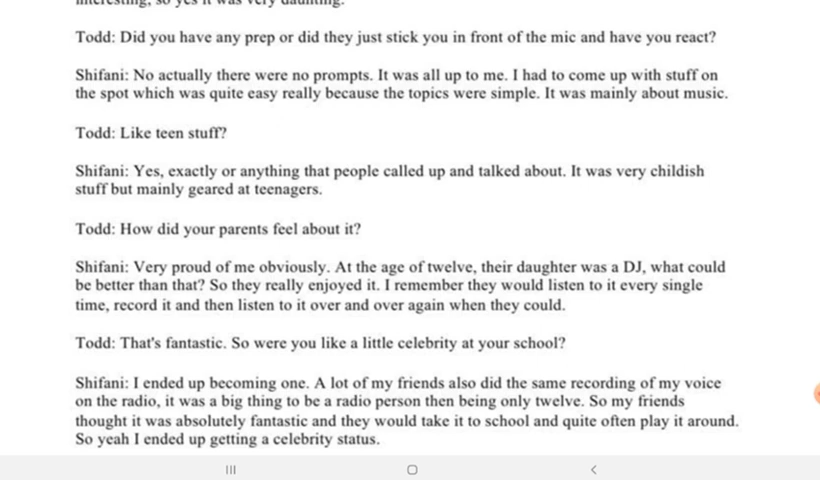 interesting, so yes it was very daunting.
Todd: Did you have any prep or did they just stick you in front of the mic and have you react?
Shifani: No actually there were no prompts. It was all up to me. I had to come up with stuff on
the spot which was quite easy really because the topics were simple. It was mainly about music.
Todd: Like teen stuff?
Shifani: Yes, exactly or anything that people called up and talked about. It was very childish
stuff but mainly geared at teenagers.
Todd: How did your parents feel about it?
Shifani: Very proud of me obviously. At the age of twelve, their daughter was a DJ, what could
be better than that? So they really enjoyed it. I remember they would listen to it every single
time, record it and then listen to it over and over again when they could.
Todd: That's fantastic. So were you like a little celebrity at your school?
Shifani: I ended up becoming one. A lot of my friends also did the same recording of my voice
on the radio, it was a big thing to be a radio person then being only twelve. So my friends
thought it was absolutely fantastic and they would take it to school and quite often play it around.
So yeah I ended up getting a celebrity status.